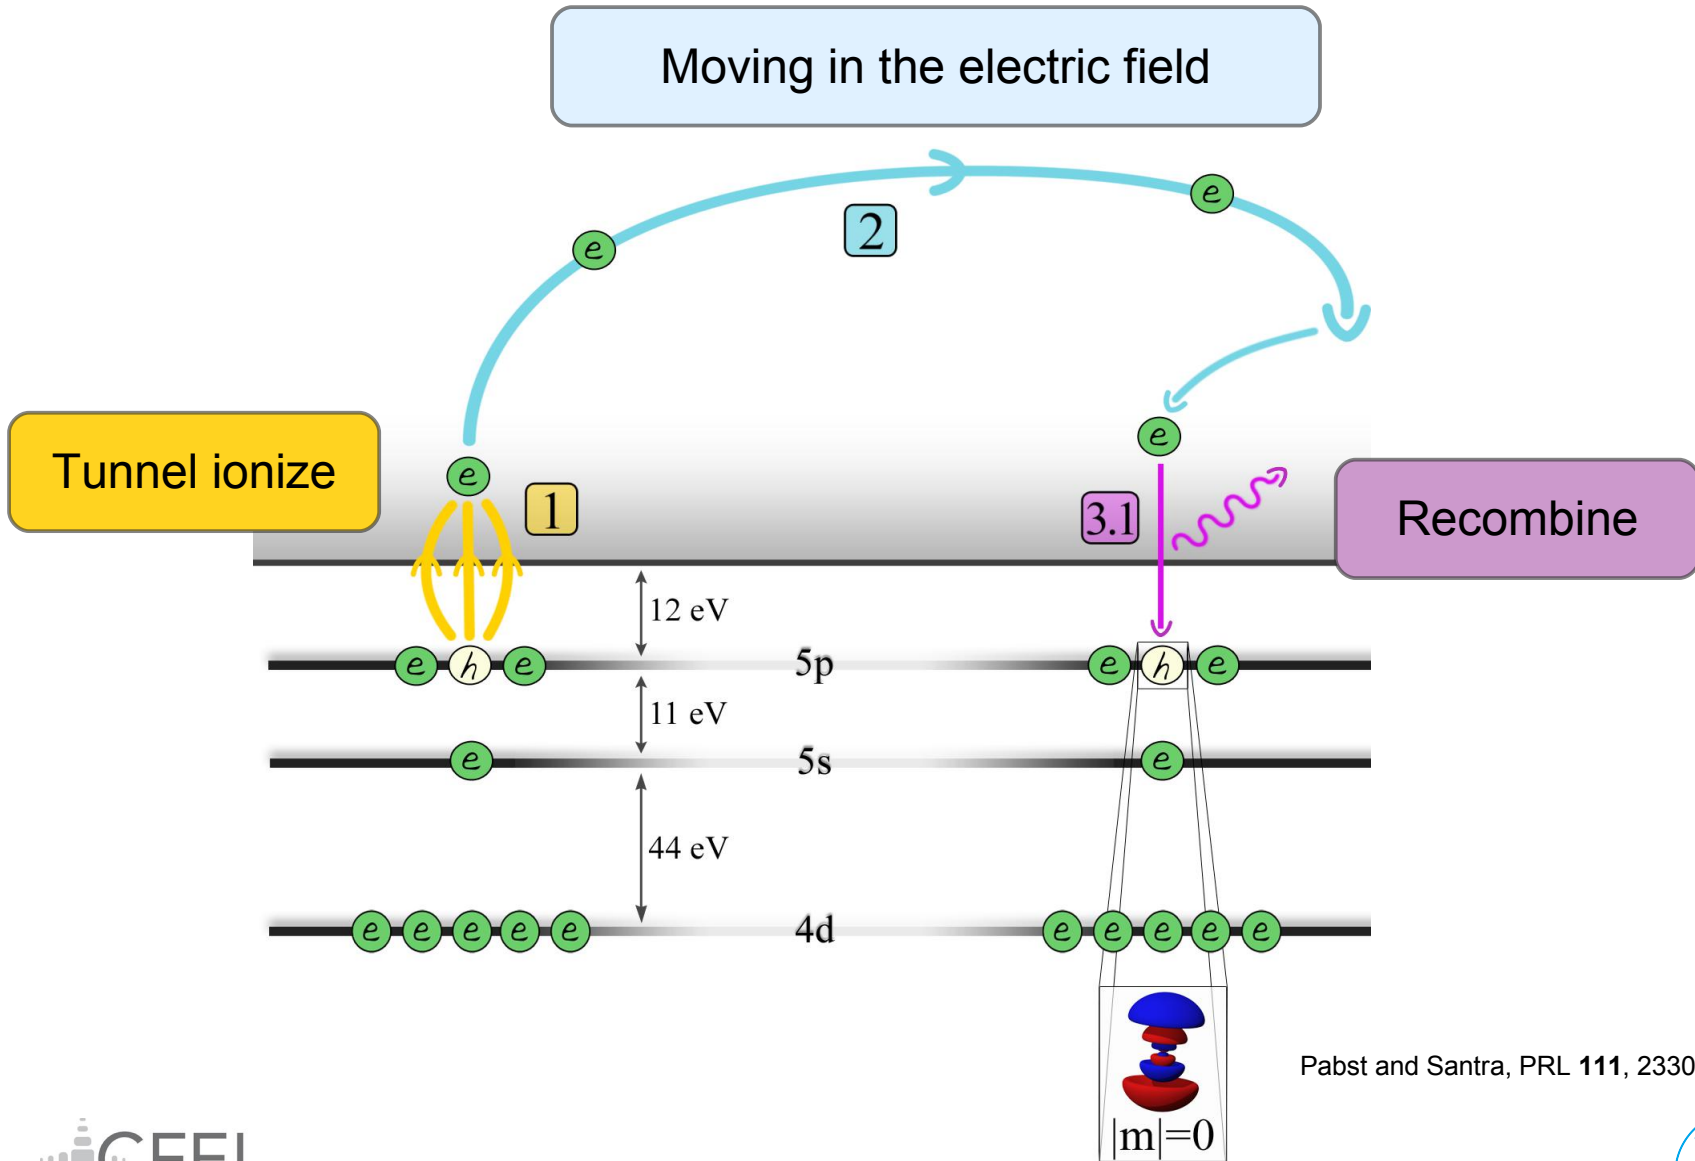 Moving in the electric field
e
e
2
e
Tunnel ionize
e
1
3.1
Recombine
12 eV
e h e
5p
e h e
11 eV
e
5s
e
44 eV
e e e e e
4d
e e e e e
Pabst and Santra, PRL 111, 2330
|m|=0